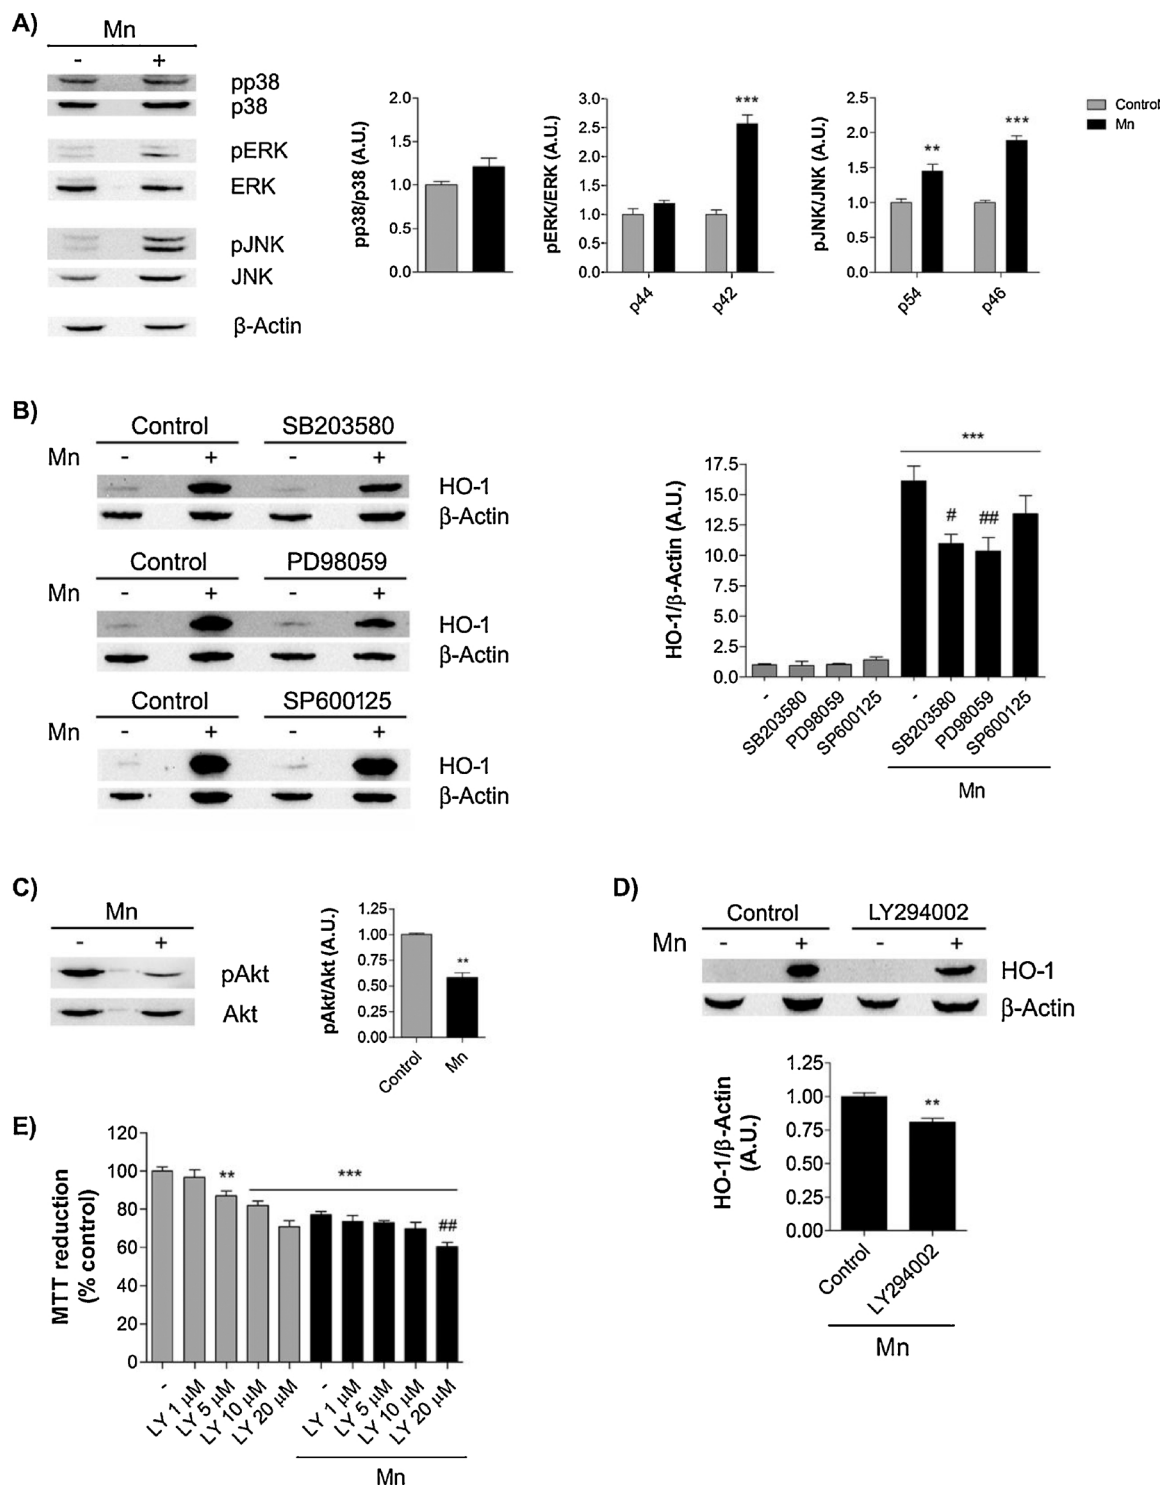 A)
Mn
- +
pp38
p38
pERK
ERK
pJNK
JNK
β-Actin
pp38/p38 (A.U.)
2.0
1.5
1.0
0.5
0.0
pERK/ERK (A.U.)
3.0
2.5
2.0
1.5
1.0
0.5
0.0
***
p44
p42
pJNK/JNK (A.U.)
2.5
2.0
1.5
1.0
0.5
0.0
**
***
p54
p46
Control
Mn
B)
Control SB203580
Mn - + - +
HO-1
β-Actin
Control PD98059
Mn - + - +
HO-1
β-Actin
Control SP600125
Mn - + - +
HO-1
β-Actin
HO-1/β-Actin (A.U.)
17.5
15.0
12.5
10.0
7.5
5.0
2.5
0.0
***
#
##
-
SB203580
PD98059
SP600125
-
SB203580
PD98059
SP600125
Mn
C)
Mn
- +
pAkt
Akt
pAkt/Akt (A.U.)
1.25
1.00
0.75
0.50
0.25
0.00
**
Control
Mn
D)
Control LY294002
Mn - + - +
HO-1
β-Actin
HO-1/β-Actin
(A.U.)
1.25
1.00
0.75
0.50
0.25
0.00
**
Control
LY294002
Mn
E)
MTT reduction
(% control)
120
100
80
60
40
20
0
**
***
##
-
LY 1 μM
LY 5 μM
LY 10 μM
LY 20 μM
-
LY 1 μM
LY 5 μM
LY 10 μM
LY 20 μM
Mn